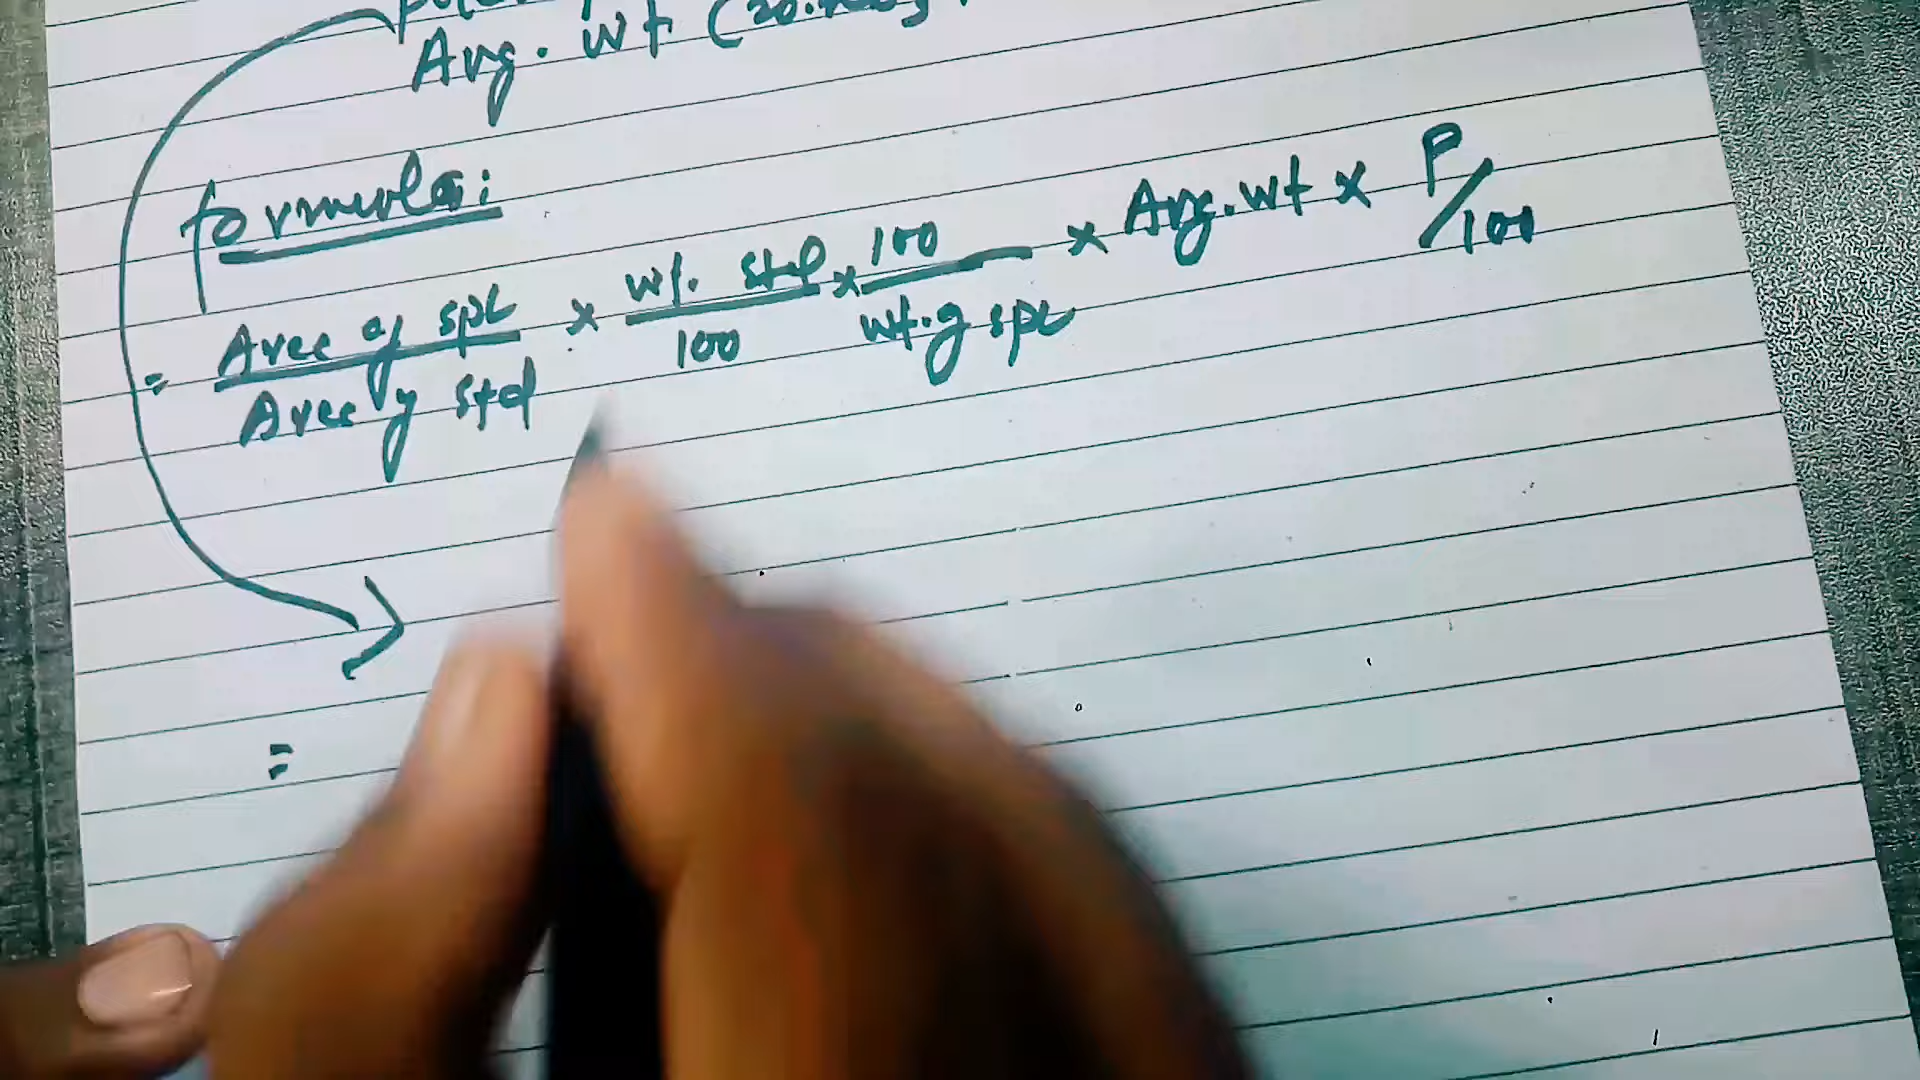 Avg. wt (20.
formula:
= Area of spl / Area of std × wt. std / 100 × 100 / wt. of spl × Avg. wt × P/100
=